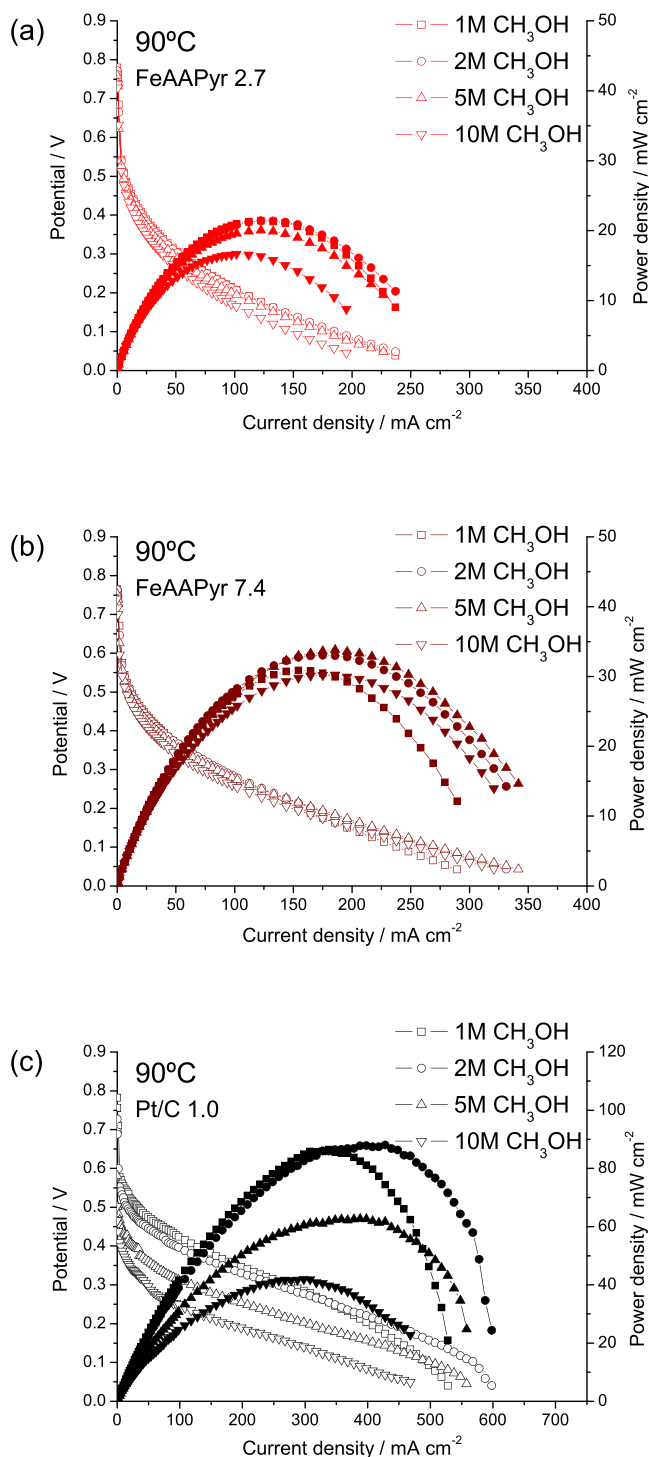 (a)
90ºC
FeAAPyr 2.7
1M CH₃OH
2M CH₃OH
5M CH₃OH
10M CH₃OH
Potential / V
0.9
0.8
0.7
0.6
0.5
0.4
0.3
0.2
0.1
0.0
Power density / mW cm⁻²
50
40
30
20
10
0
0 50 100 150 200 250 300 350 400
Current density / mA cm⁻²
(b)
90ºC
FeAAPyr 7.4
1M CH₃OH
2M CH₃OH
5M CH₃OH
10M CH₃OH
Potential / V
0.9
0.8
0.7
0.6
0.5
0.4
0.3
0.2
0.1
0.0
Power density / mW cm⁻²
50
40
30
20
10
0
0 50 100 150 200 250 300 350 400
Current density / mA cm⁻²
(c)
90ºC
Pt/C 1.0
1M CH₃OH
2M CH₃OH
5M CH₃OH
10M CH₃OH
Potential / V
0.9
0.8
0.7
0.6
0.5
0.4
0.3
0.2
0.1
0.0
Power density / mW cm⁻²
120
100
80
60
40
20
0
0 100 200 300 400 500 600 700
Current density / mA cm⁻²